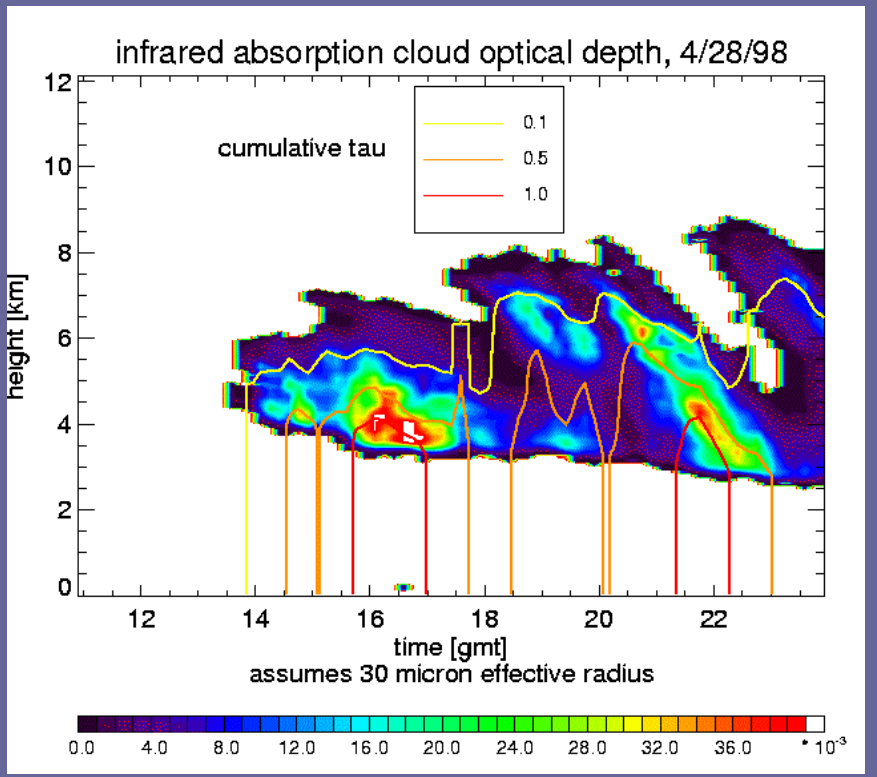 infrared absorption cloud optical depth, 4/28/98
12
10
8
6
4
2
0
height [km]
cumulative tau
0.1
0.5
1.0
12 14 16 18 20 22
time [gmt]
assumes 30 micron effective radius
0.0 4.0 8.0 12.0 16.0 20.0 24.0 28.0 32.0 36.0 * 10-3